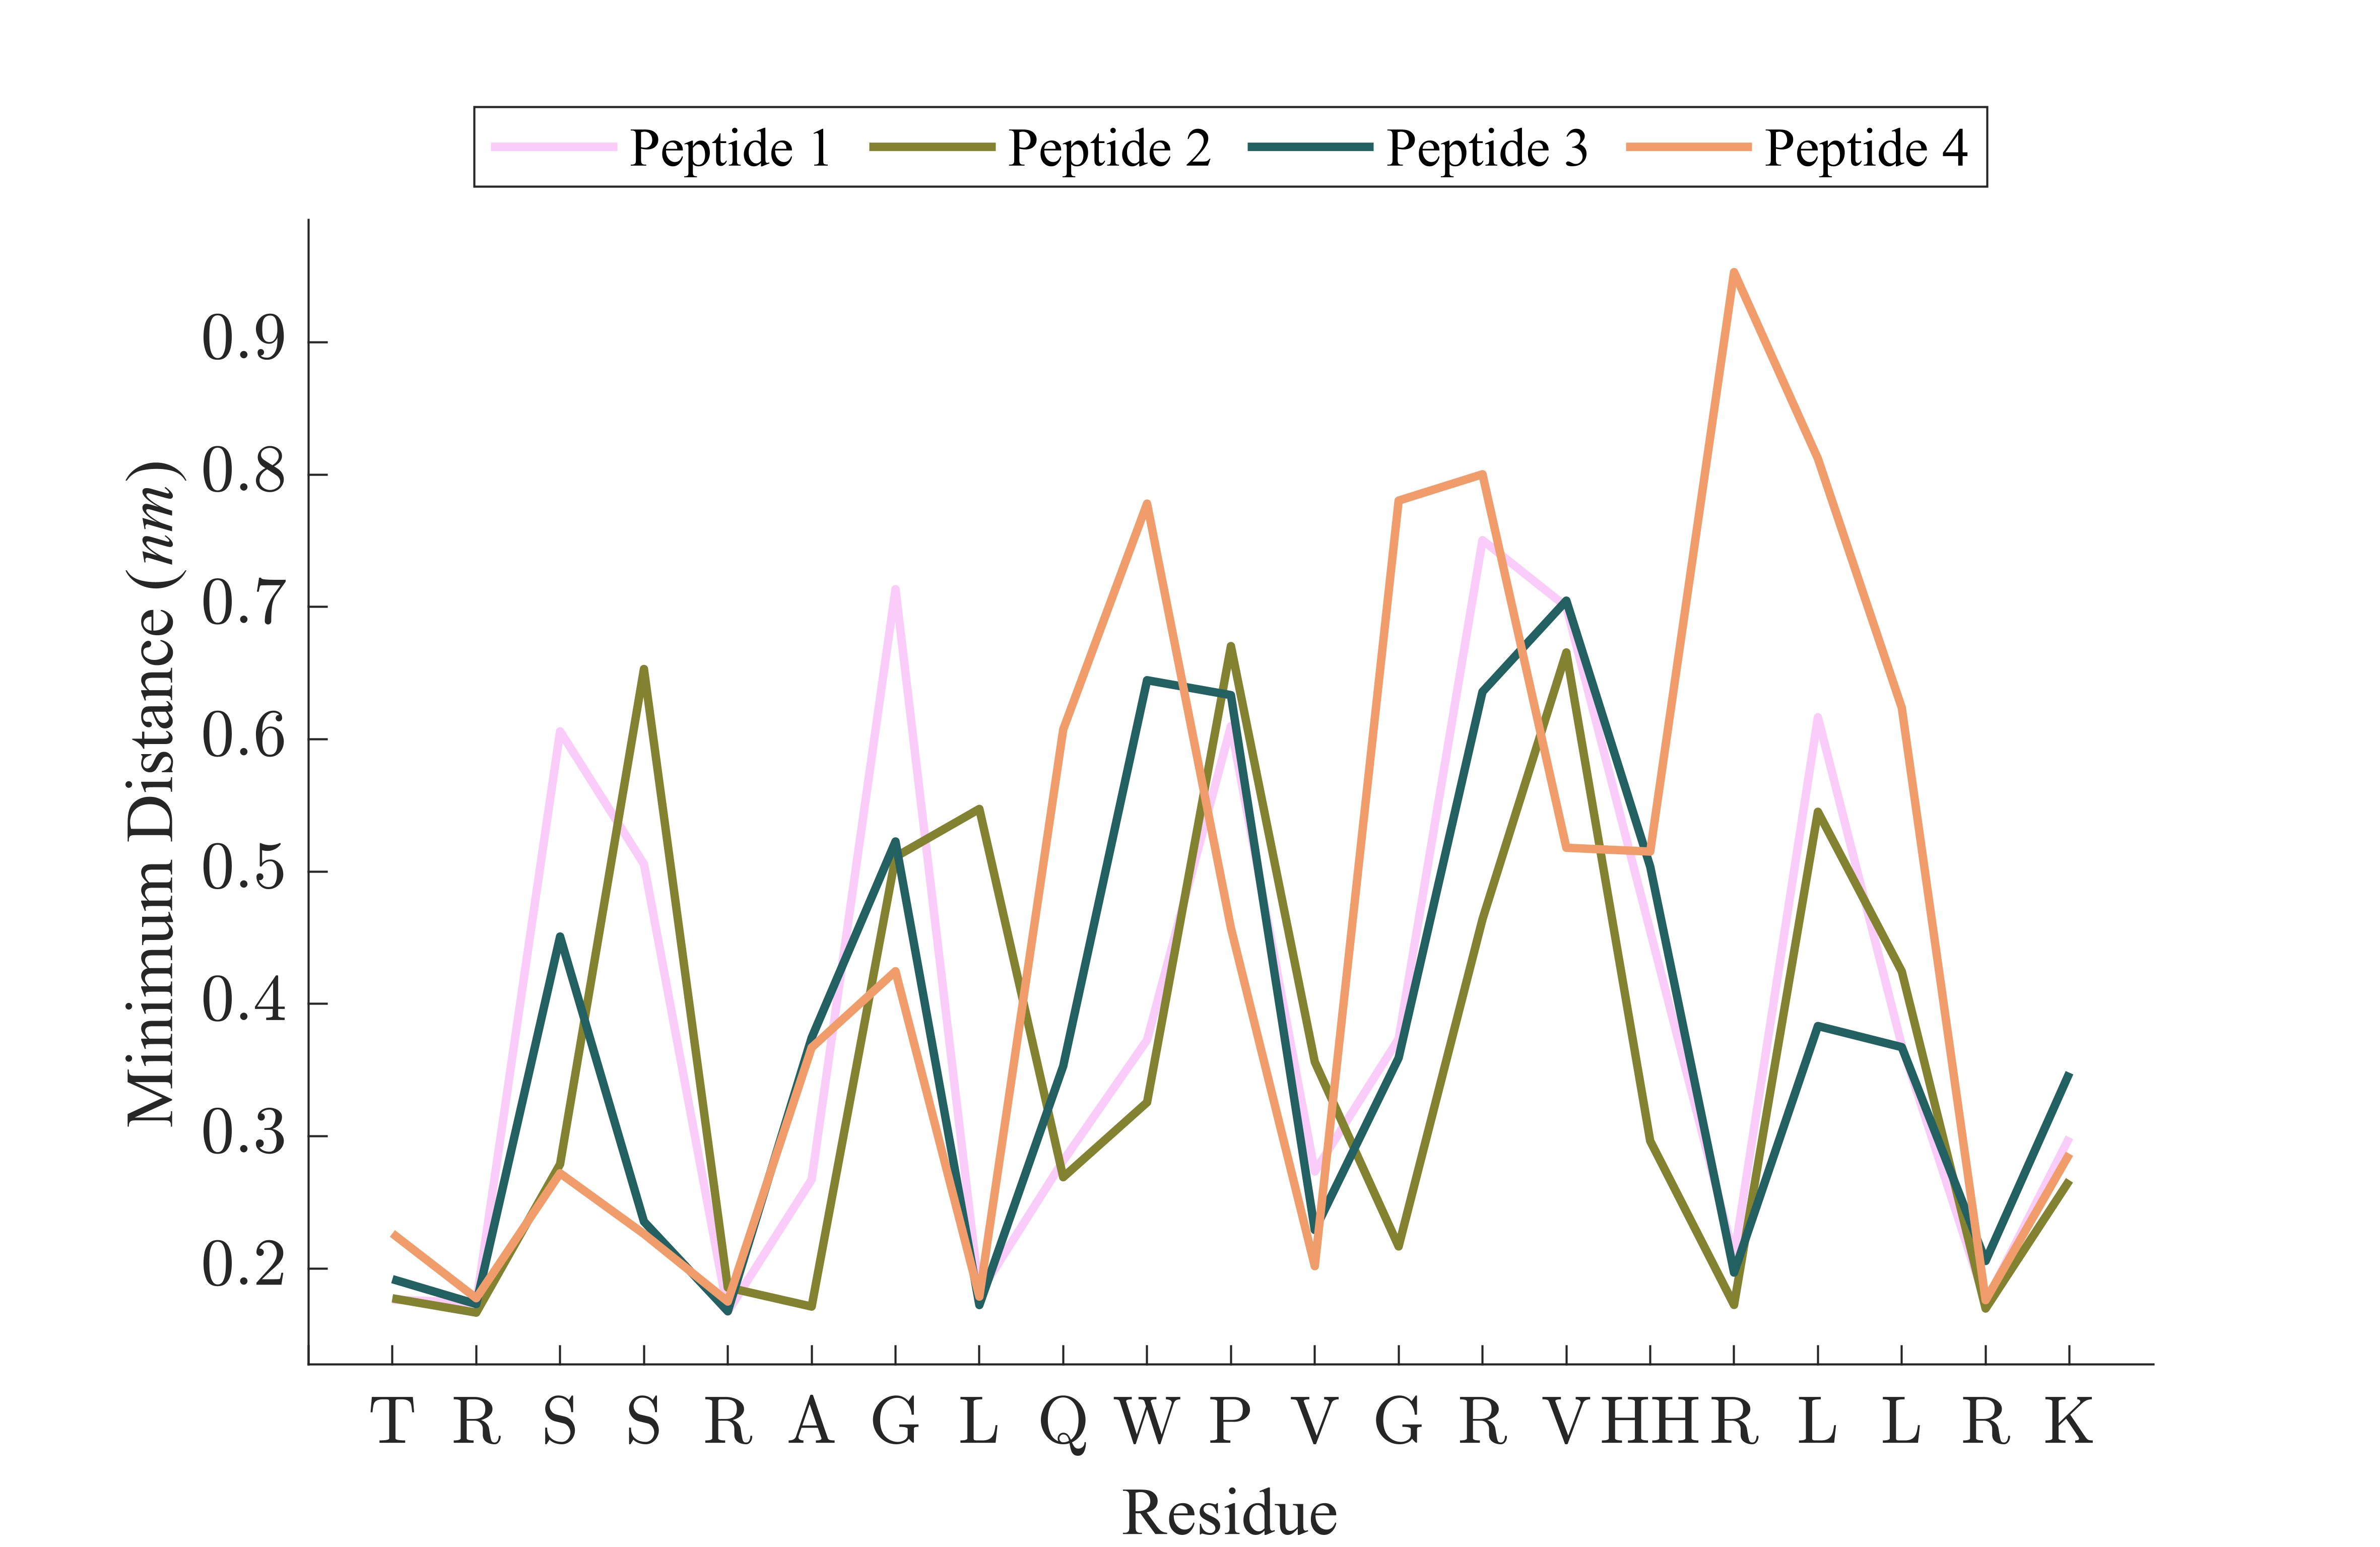 Peptide 1 Peptide 2 Peptide 3 Peptide 4
Minimum Distance (nm)
0.9
0.8
0.7
0.6
0.5
0.4
0.3
0.2
T R S S R A G L Q W P V G R V HH R L L R K
Residue